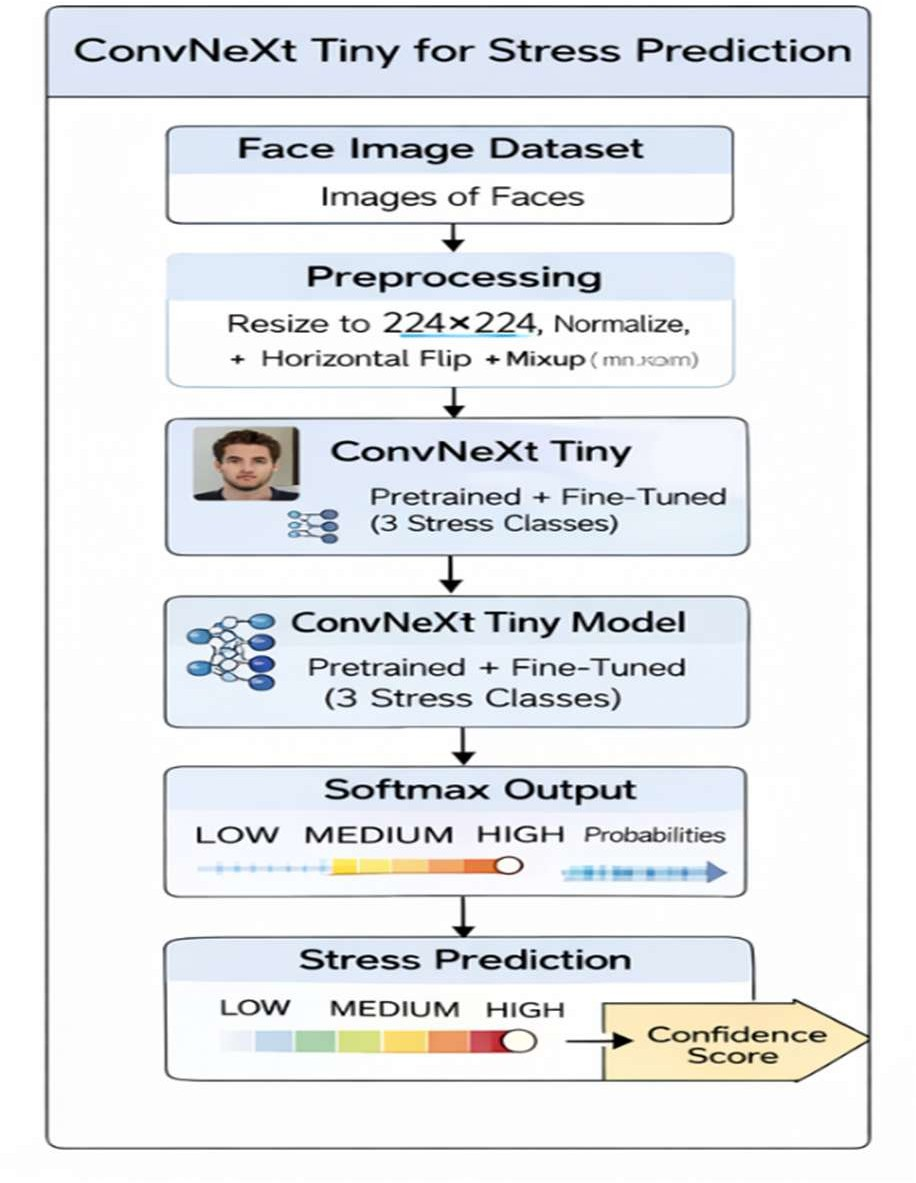 ConvNeXt Tiny for Stress Prediction
Face Image Dataset
Images of Faces
Preprocessing
Resize to 224×224, Normalize,
+ Horizontal Flip + Mixup
ConvNeXt Tiny
Pretrained + Fine-Tuned
(3 Stress Classes)
ConvNeXt Tiny Model
Pretrained + Fine-Tuned
(3 Stress Classes)
Softmax Output
LOW MEDIUM HIGH Probabilities
Stress Prediction
LOW MEDIUM HIGH
Confidence
Score